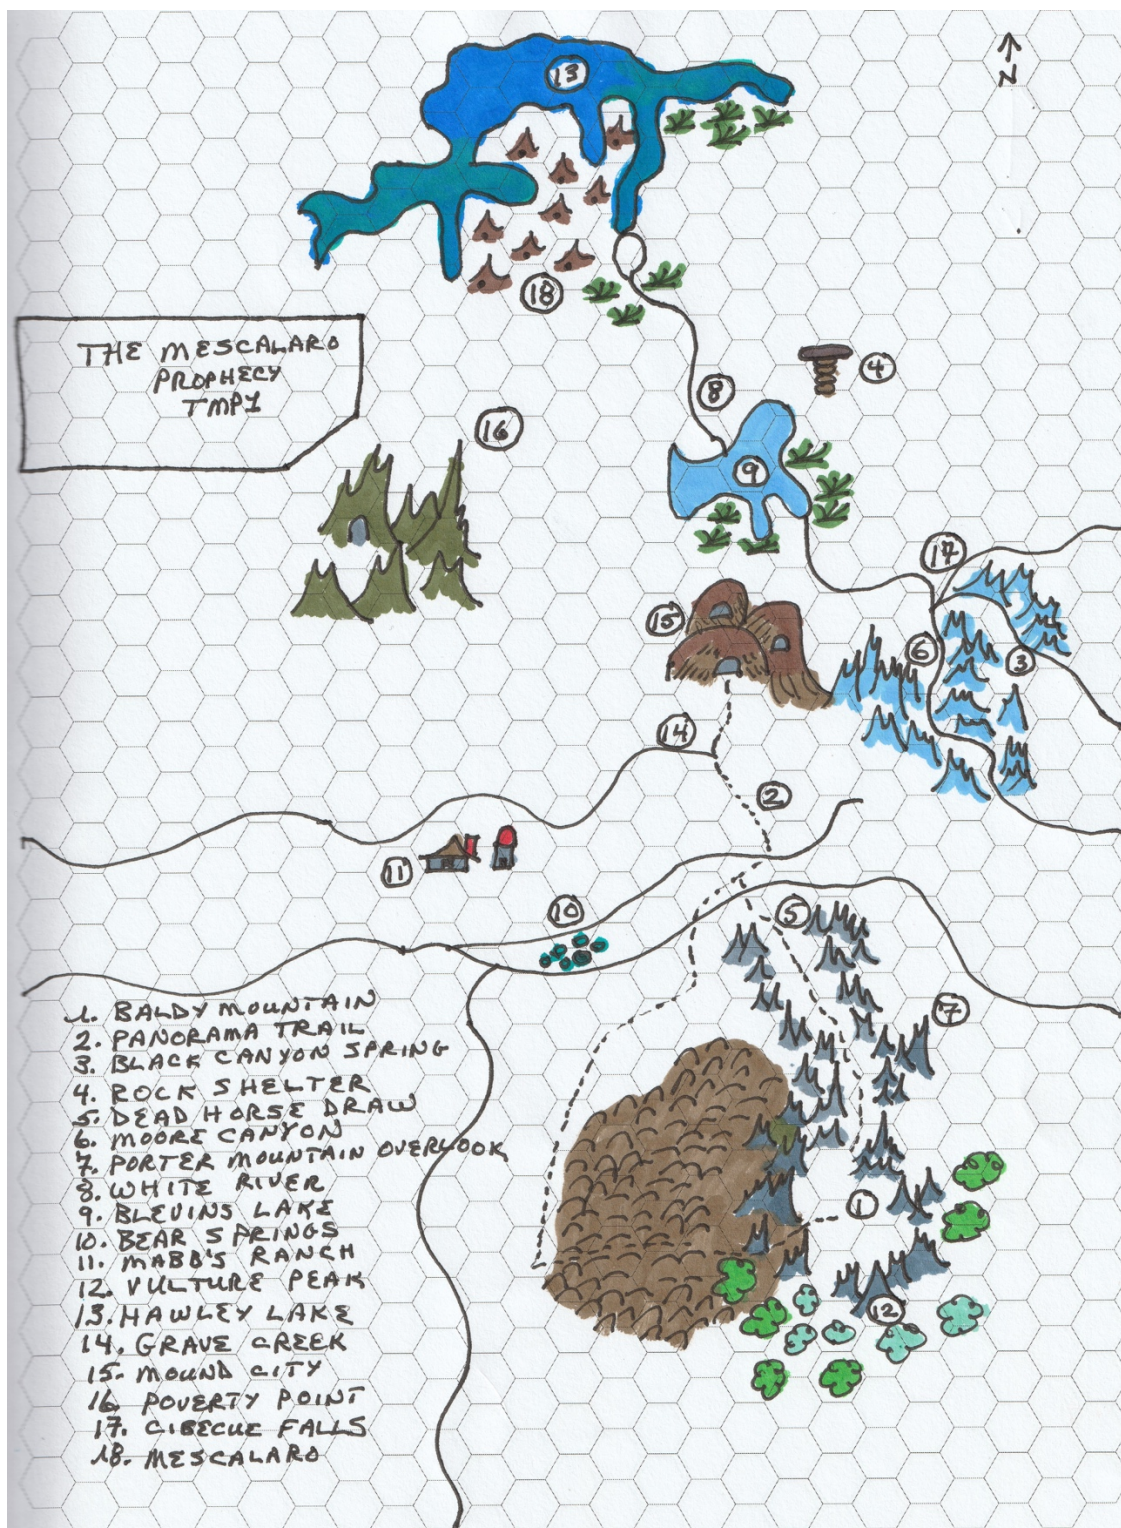 13
N
18
THE MESCALARO
PROPHECY
TMP1
4
8
16
9
17
15
6
3
14
2
11
10
5
7
1
12
1. BALDY MOUNTAIN
2. PANORAMA TRAIL
3. BLACK CANYON SPRING
4. ROCK SHELTER
5. DEAD HORSE DRAW
6. MOORE CANYON
7. PORTER MOUNTAIN OVERLOOK
8. WHITE RIVER
9. BLEVINS LAKE
10. BEAR SPRINGS
11. MABB'S RANCH
12. VULTURE PEAK
13. HAWLEY LAKE
14. GRAVE CREEK
15. MOUND CITY
16. POVERTY POINT
17. CIBECUE FALLS
18. MESCALARO